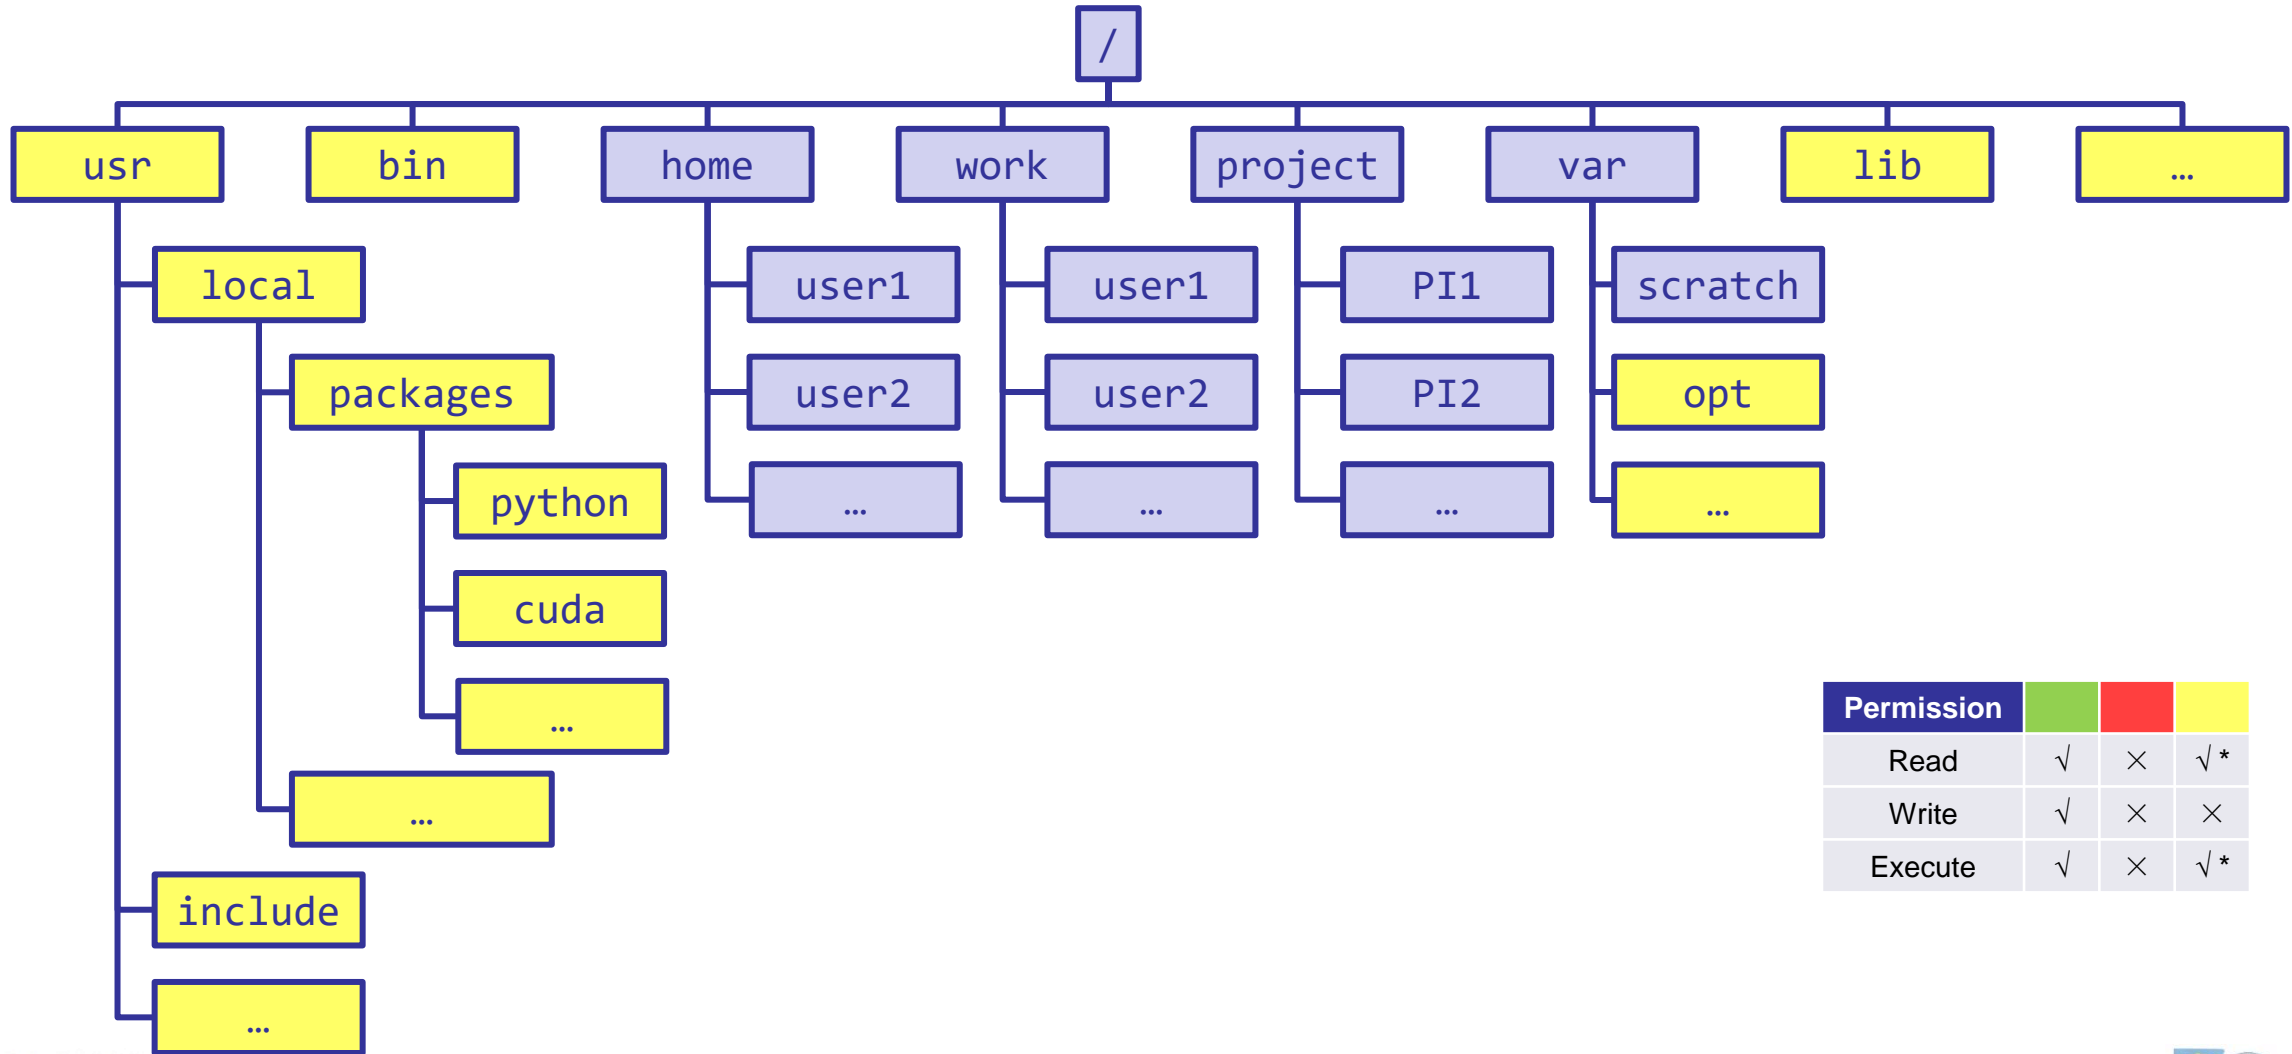 /
usr bin home work project var lib …
local user1 user1 PI1 scratch
packages user2 user2 PI2 opt
python … … … …
cuda
…
…
include
…
Permission
Read √ × √ *
Write √ × ×
Execute √ × √ *